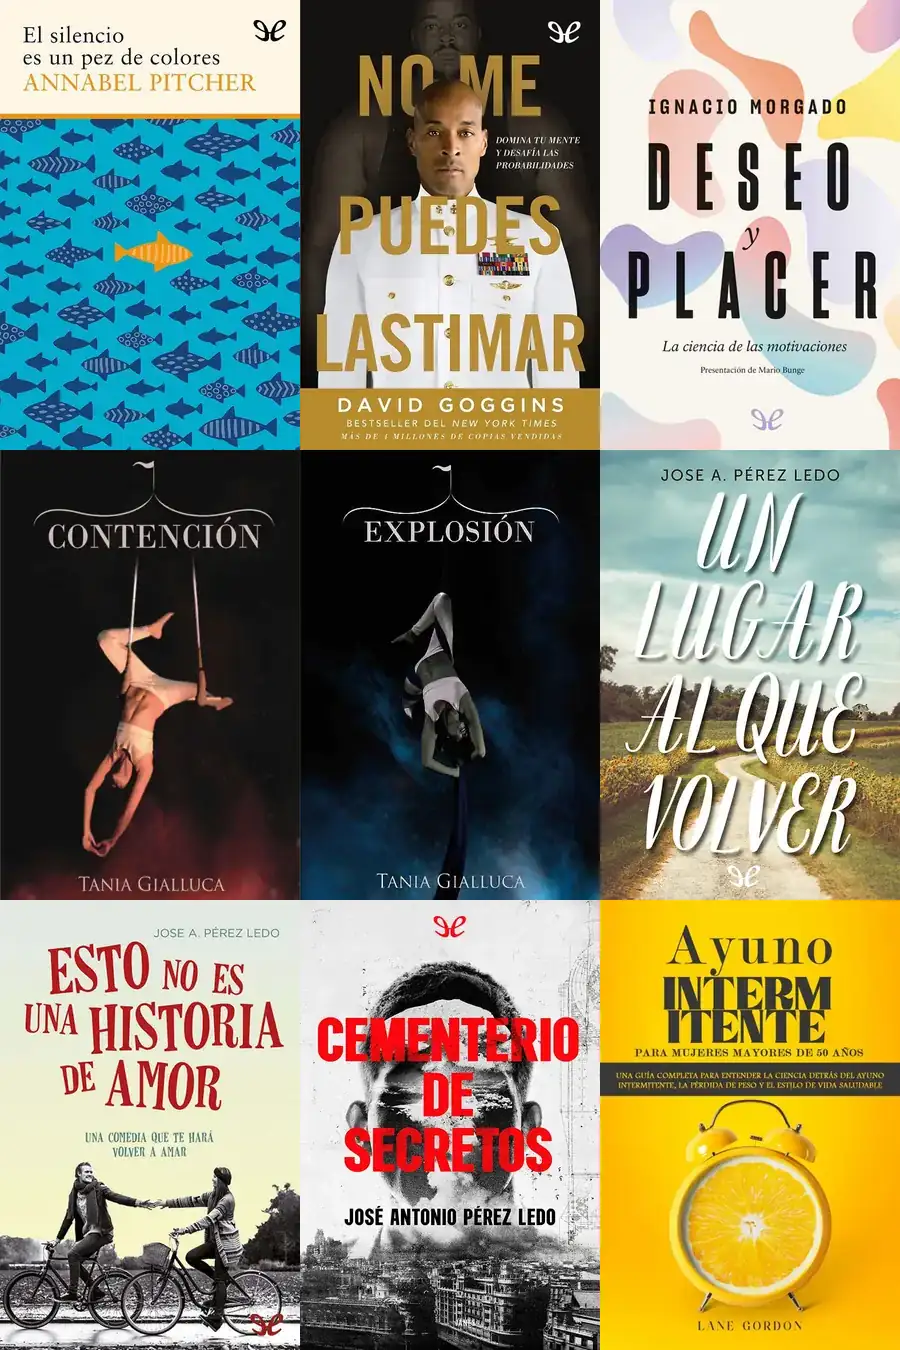 El silencio
es un pez de colores
ANNABEL PITCHER
NO ME
DOMINA TU MENTE
Y DESAFÍA LAS
PROBABILIDADES
PUEDES
LASTIMAR
DAVID GOGGINS
BESTSELLER DEL NEW YORK TIMES
MÁS DE 4 MILLONES DE COPIAS VENDIDAS
IGNACIO MORGADO
DESEO
y
PLACER
La ciencia de las motivaciones
Presentación de Mario Bunge
CONTENCIÓN
TANIA GIALLUCA
EXPLOSIÓN
TANIA GIALLUCA
JOSE A. PÉREZ LEDO
UN
LUGAR
AL QUE
VOLVER
JOSE A. PÉREZ LEDO
ESTO NO ES
UNA HISTORIA
DE AMOR
UNA COMEDIA QUE TE HARÁ
VOLVER A AMAR
CEMENTERIO
DE
SECRETOS
JOSÉ ANTONIO PÉREZ LEDO
Ayuno
INTERM
ITENTE
PARA MUJERES MAYORES DE 50 AÑOS
UNA GUÍA COMPLETA PARA ENTENDER LA CIENCIA DETRÁS DEL AYUNO
INTERMITENTE, LA PÉRDIDA DE PESO Y EL ESTILO DE VIDA SALUDABLE
LANE GORDON